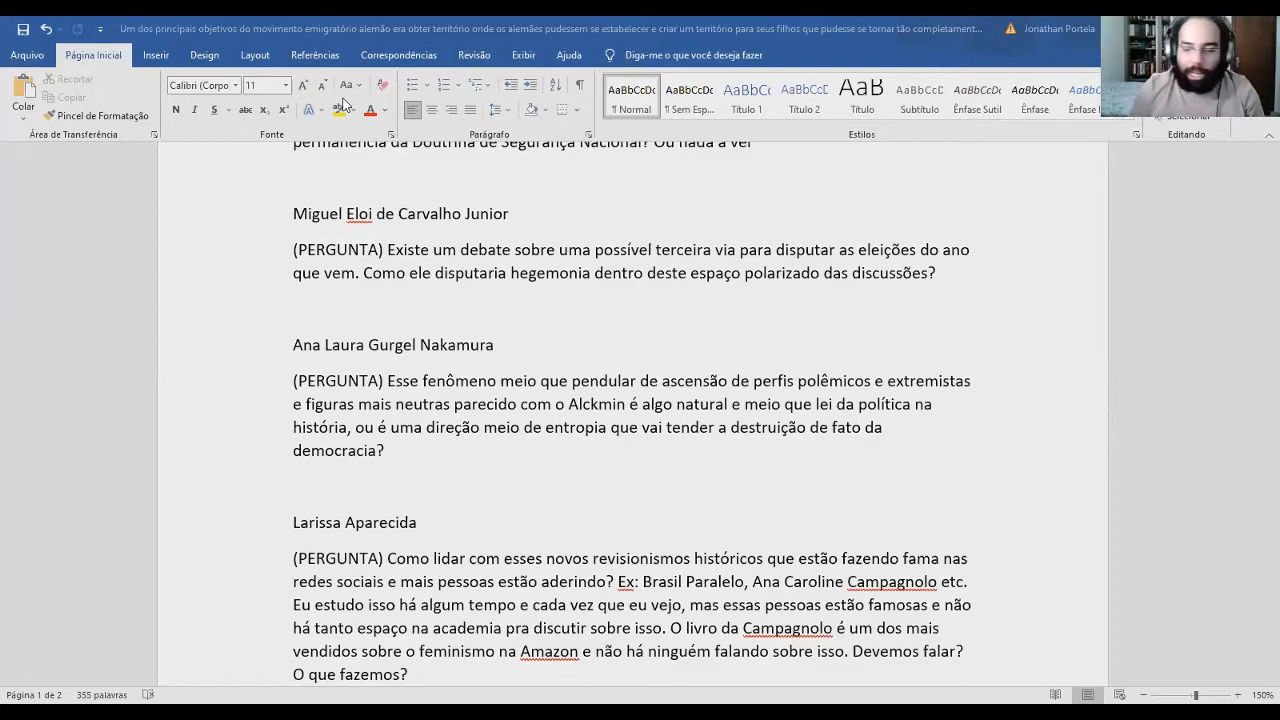 Um dos principais objetivos do movimento emigratório alemão era obter território onde os alemães pudessem se estabelecer e criar um território para seus filhos que pudesse se tornar tão completament...
Jonathan Portela
Arquivo Página Inicial Inserir Design Layout Referências Correspondências Revisão Exibir Ajuda Diga-me o que você deseja fazer
Colar
Recortar
Copiar
Pincel de Formatação
Área de Transferência
Calibri (Corpo 11
Fonte
Parágrafo
AaBbCcDc AaBbCcDc AaBbCc AaBbCcD AaB AaBbCcD AaBbCcDc AaBbCcDc AaBbCcDc
¶ Normal ¶ Sem Esp... Título 1 Título 2 Título Subtítulo Ênfase Sutil Ênfase Ênfase
Estilos
Selecionar
Editando
permanência da Doutrina de Segurança Nacional? Ou nada a ver
Miguel Eloi de Carvalho Junior
(PERGUNTA) Existe um debate sobre uma possível terceira via para disputar as eleições do ano
que vem. Como ele disputaria hegemonia dentro deste espaço polarizado das discussões?
Ana Laura Gurgel Nakamura
(PERGUNTA) Esse fenômeno meio que pendular de ascensão de perfis polêmicos e extremistas
e figuras mais neutras parecido com o Alckmin é algo natural e meio que lei da política na
história, ou é uma direção meio de entropia que vai tender a destruição de fato da
democracia?
Larissa Aparecida
(PERGUNTA) Como lidar com esses novos revisionismos históricos que estão fazendo fama nas
redes sociais e mais pessoas estão aderindo? Ex: Brasil Paralelo, Ana Caroline Campagnolo etc.
Eu estudo isso há algum tempo e cada vez que eu vejo, mas essas pessoas estão famosas e não
há tanto espaço na academia pra discutir sobre isso. O livro da Campagnolo é um dos mais
vendidos sobre o feminismo na Amazon e não há ninguém falando sobre isso. Devemos falar?
O que fazemos?
Página 1 de 2 355 palavras
150%